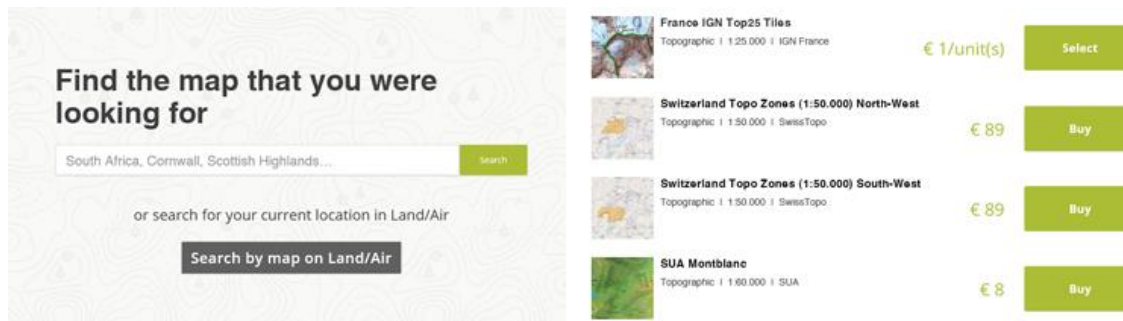 Find the map that you were
looking for
South Africa, Cornwall, Scottish Highlands...
Search
or search for your current location in Land/Air
Search by map on Land/Air
France IGN Top25 Tiles
Topographic | 1:25.000 | IGN France
€ 1/unit(s)
Select
Switzerland Topo Zones (1:50.000) North-West
Topographic | 1:50.000 | SwissTopo
€ 89
Buy
Switzerland Topo Zones (1:50.000) South-West
Topographic | 1:50.000 | SwissTopo
€ 89
Buy
SUA Montblanc
Topographic | 1:60.000 | SUA
€ 8
Buy